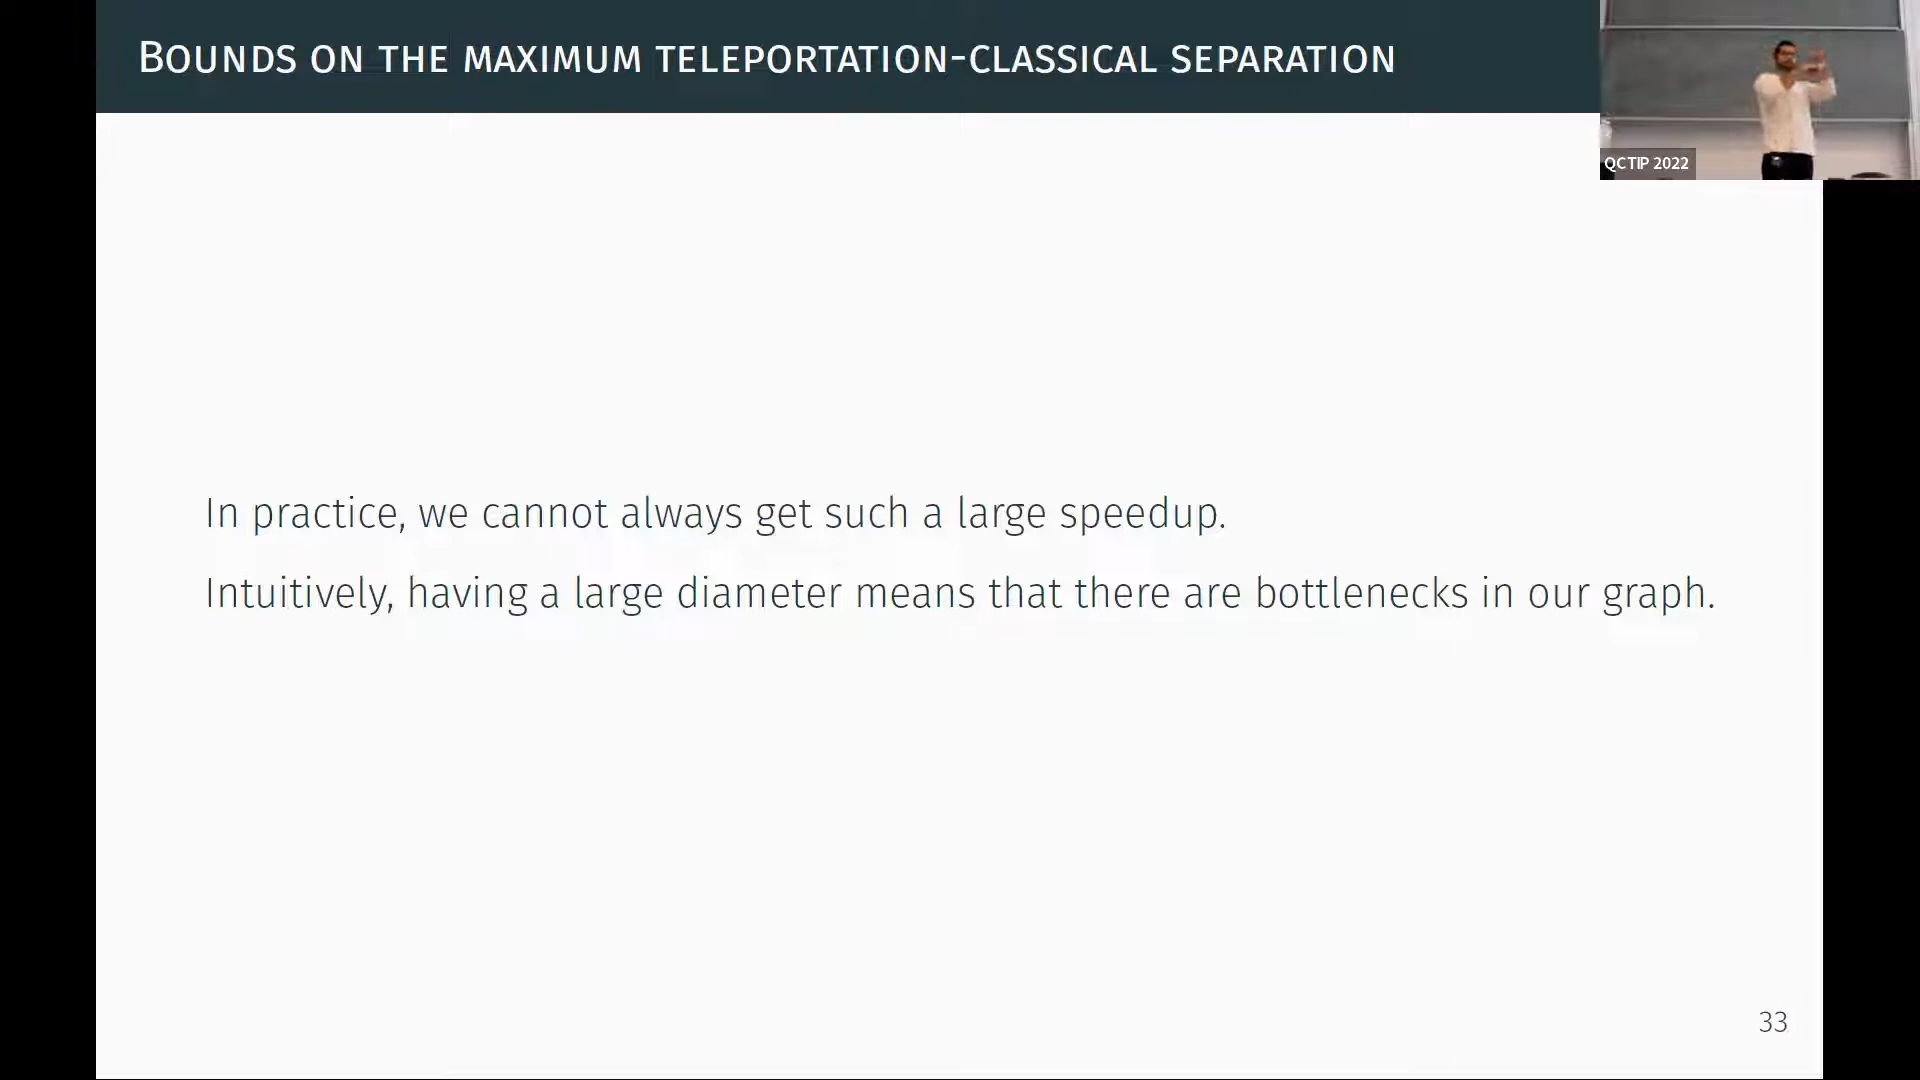 BOUNDS ON THE MAXIMUM TELEPORTATION-CLASSICAL SEPARATION
QCTIP 2022
In practice, we cannot always get such a large speedup.
Intuitively, having a large diameter means that there are bottlenecks in our graph.
33